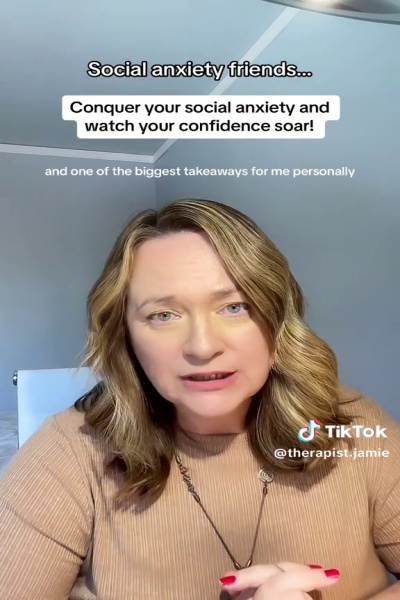 Social anxiety friends...
Conquer your social anxiety and
watch your confidence soar!
and one of the biggest takeaways for me personally
TikTok
@therapist.jamie